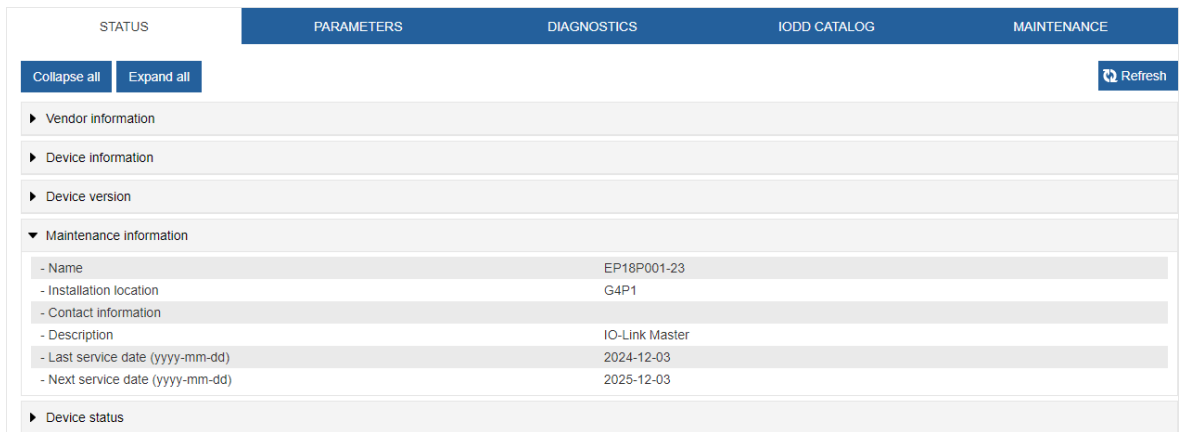 STATUS PARAMETERS DIAGNOSTICS IODD CATALOG MAINTENANCE
Collapse all Expand all Refresh
Vendor information
Device information
Device version
Maintenance information
- Name EP18P001-23
- Installation location G4P1
- Contact information
- Description IO-Link Master
- Last service date (yyyy-mm-dd) 2024-12-03
- Next service date (yyyy-mm-dd) 2025-12-03
Device status